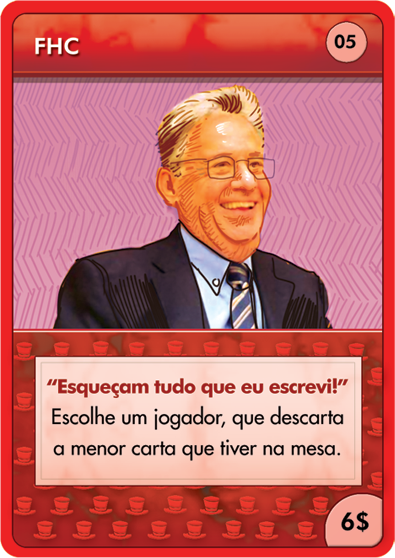 FHC
05
“Esqueçam tudo que eu escrevi!”
Escolhe um jogador, que descarta
a menor carta que tiver na mesa.
6$